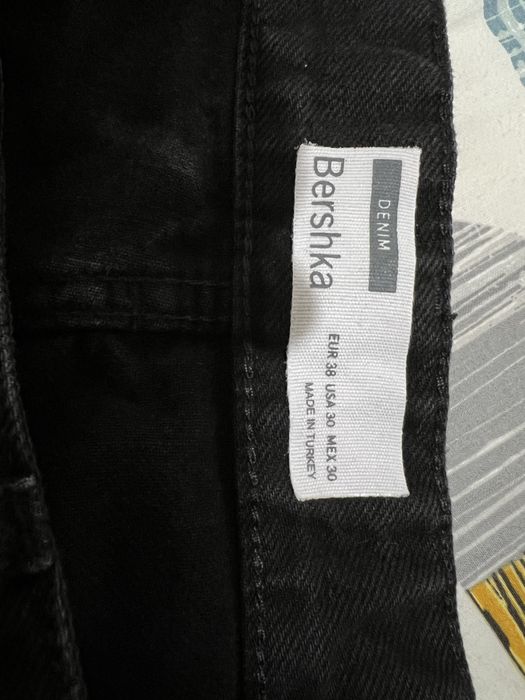 DENIM
Bershka
EUR 38 USA 30 MEX 30
MADE IN TURKEY